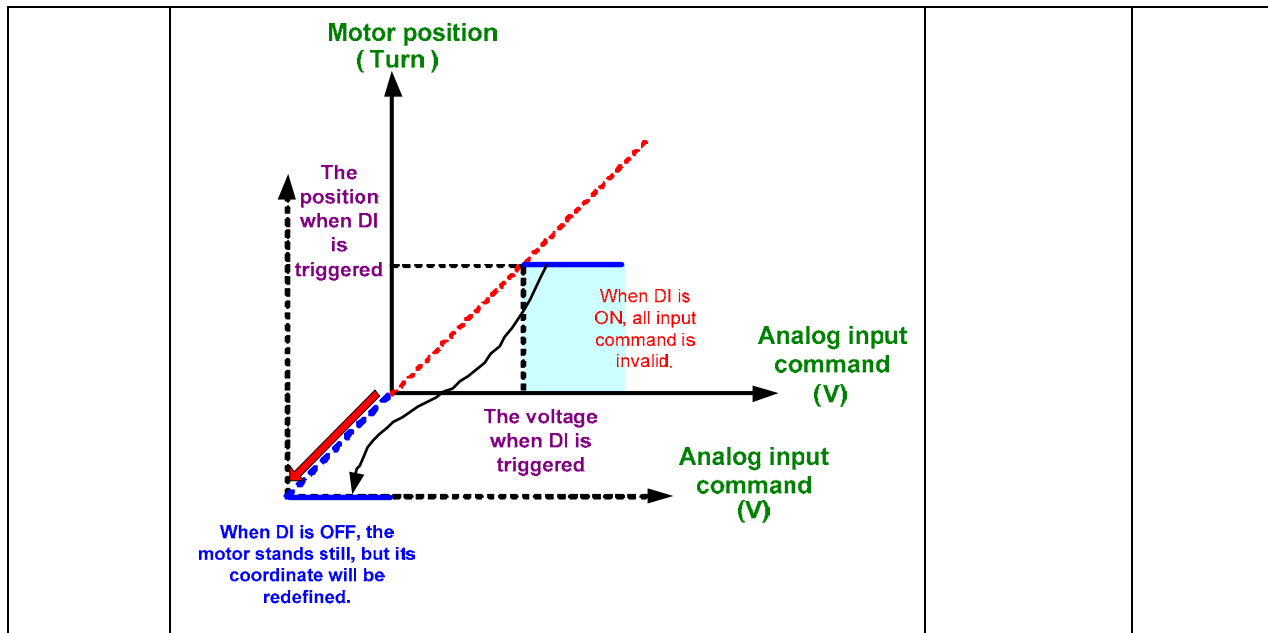 Motor position
( Turn )
The
position
when DI
is
triggered
When DI is
ON, all input
command is
invalid.
Analog input
command
(V)
The voltage
when DI is
triggered
Analog input
command
(V)
When DI is OFF, the
motor stands still, but its
coordinate will be
redefined.